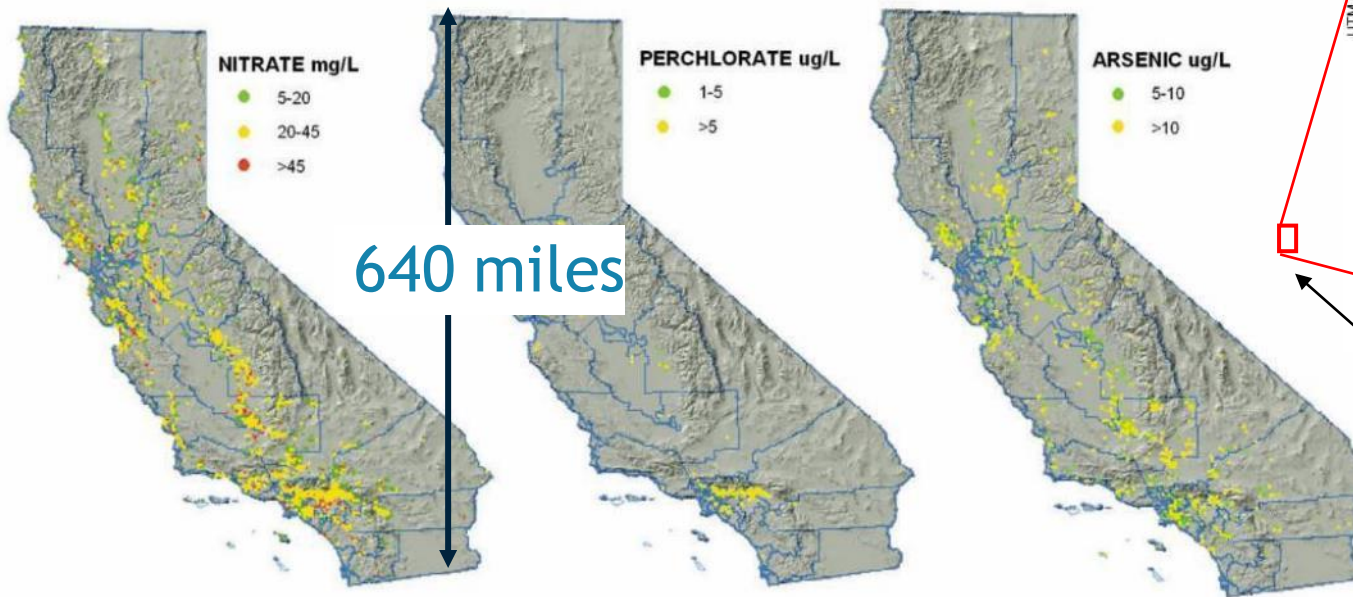 NITRATE mg/L
5-20
20-45
>45
640 miles
PERCHLORATE ug/L
1-5
>5
ARSENIC ug/L
5-10
>10
UTM